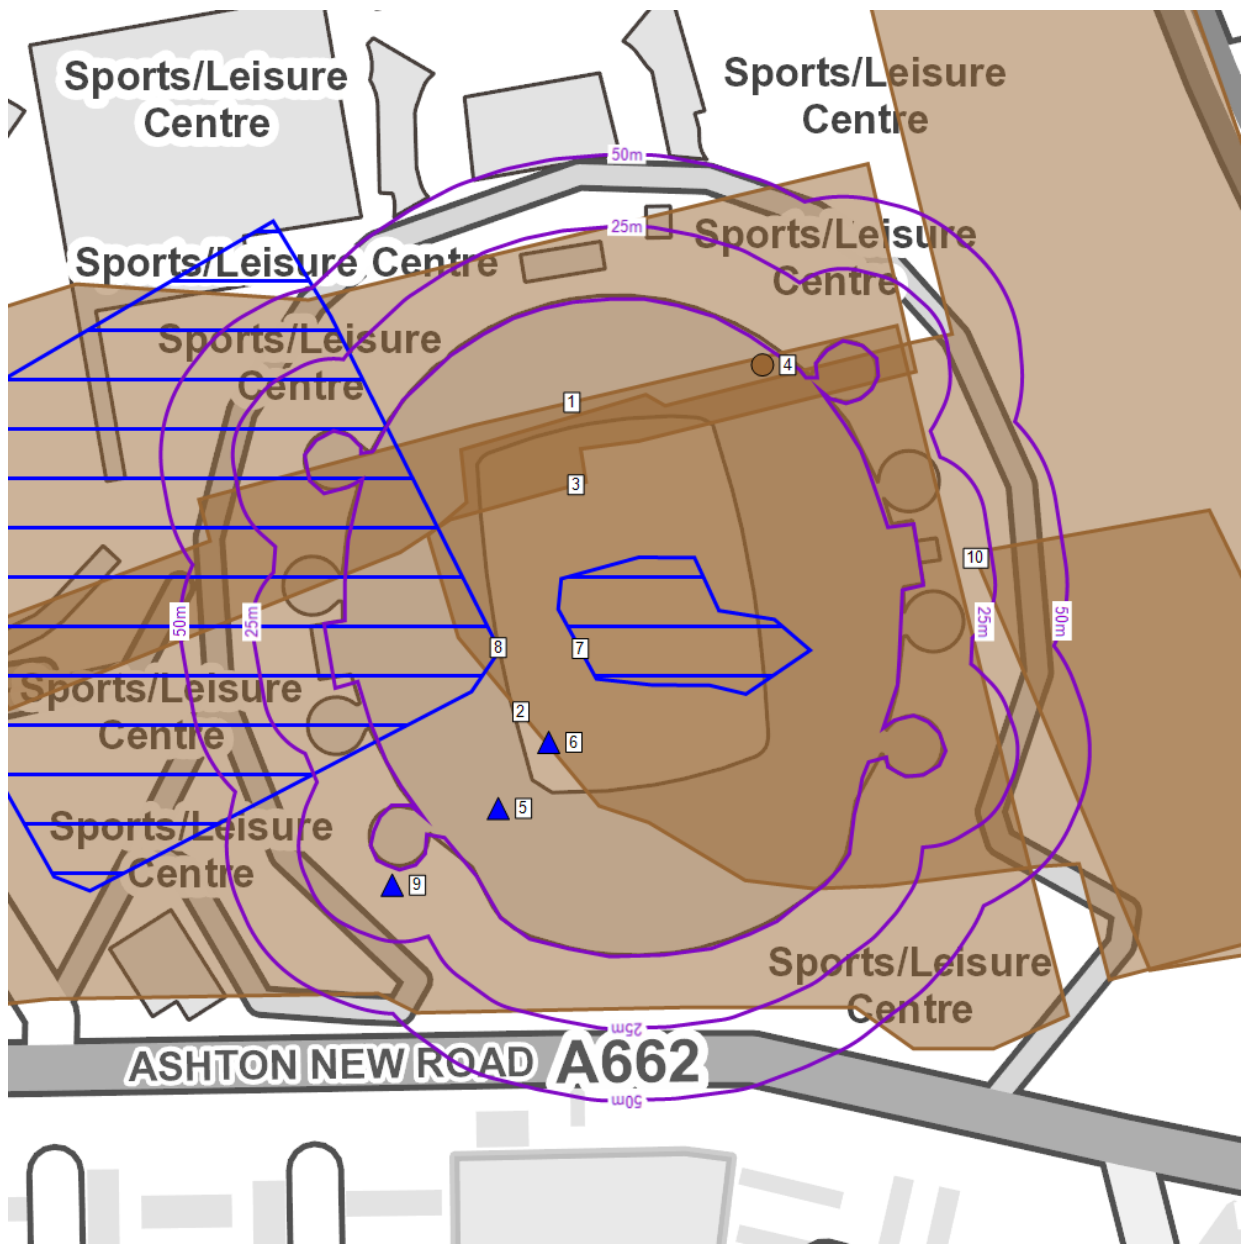 Sports/Leisure
Centre
Sports/Leisure
Centre
50m
25m
Sports/Leisure
Centre
Sports/Leisure Centre
Sports/Leisure
Centre
4
1
3
10
50m
25m
25m
50m
8
7
Sports/Leisure
Centre
2
6
5
Sports/Leisure
Centre
9
Sports/Leisure
Centre
25m
ASHTON NEW ROAD
A662
50m